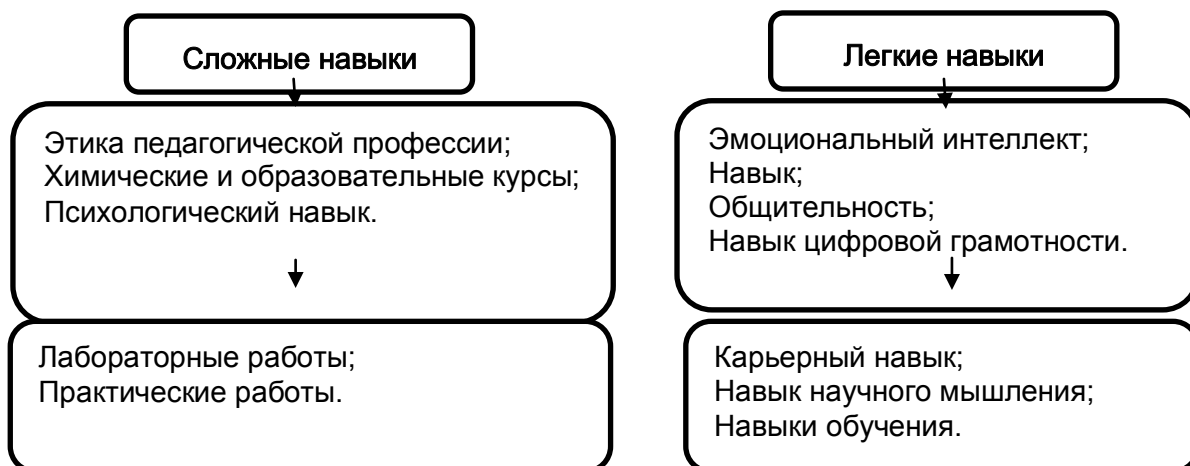 Сложные навыки
Этика педагогической профессии;
Химические и образовательные курсы;
Психологический навык.
Лабораторные работы;
Практические работы.
Легкие навыки
Эмоциональный интеллект;
Навык;
Общительность;
Навык цифровой грамотности.
Карьерный навык;
Навык научного мышления;
Навыки обучения.